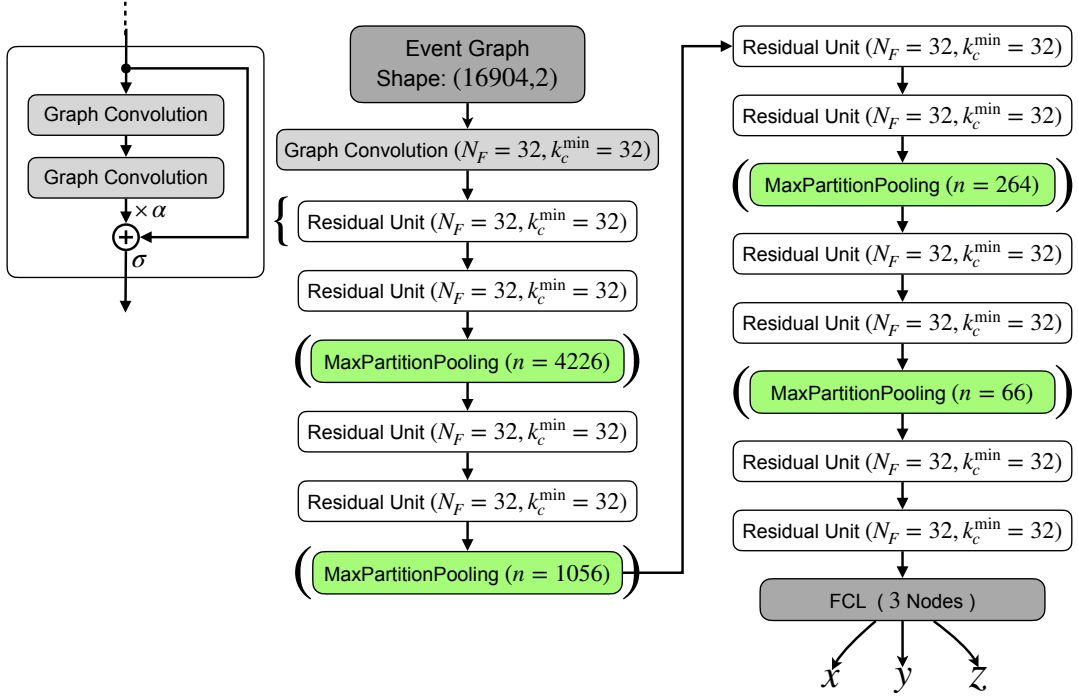 Graph Convolution
Graph Convolution
× α
+
σ
Event Graph
Shape: (16904,2)
Graph Convolution (N_F = 32, k_c^min = 32)
{ Residual Unit (N_F = 32, k_c^min = 32)
Residual Unit (N_F = 32, k_c^min = 32)
( MaxPartitionPooling (n = 4226) )
Residual Unit (N_F = 32, k_c^min = 32)
Residual Unit (N_F = 32, k_c^min = 32)
( MaxPartitionPooling (n = 1056) )
Residual Unit (N_F = 32, k_c^min = 32)
Residual Unit (N_F = 32, k_c^min = 32)
( MaxPartitionPooling (n = 264) )
Residual Unit (N_F = 32, k_c^min = 32)
Residual Unit (N_F = 32, k_c^min = 32)
( MaxPartitionPooling (n = 66) )
Residual Unit (N_F = 32, k_c^min = 32)
Residual Unit (N_F = 32, k_c^min = 32)
FCL ( 3 Nodes )
x y z